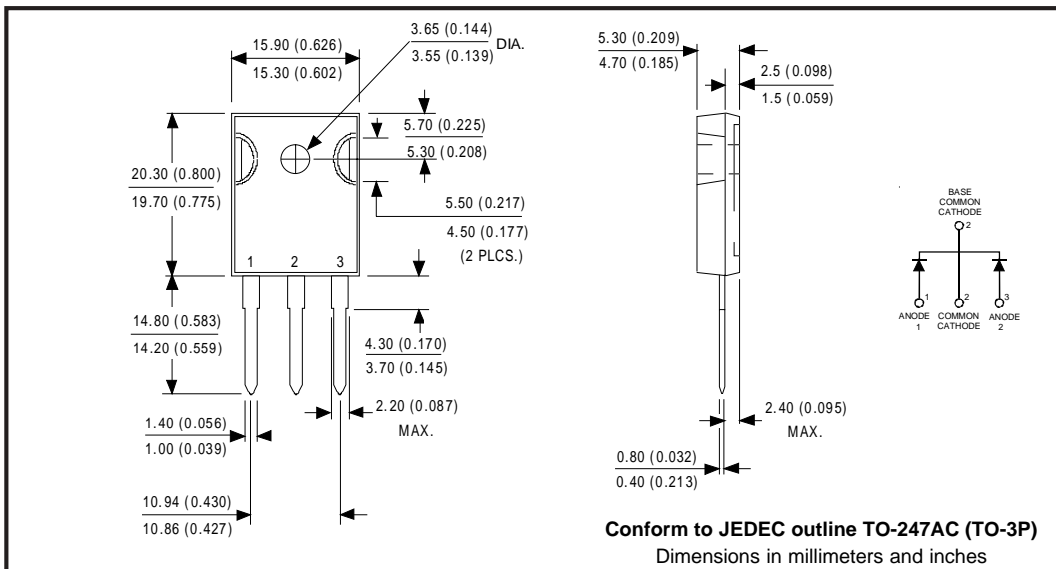 15.90 (0.626)
15.30 (0.602)
3.65 (0.144)
3.55 (0.139)
DIA.
5.70 (0.225)
5.30 (0.208)
20.30 (0.800)
19.70 (0.775)
5.50 (0.217)
4.50 (0.177)
(2 PLCS.)
1 2 3
14.80 (0.583)
14.20 (0.559)
4.30 (0.170)
3.70 (0.145)
2.20 (0.087)
MAX.
1.40 (0.056)
1.00 (0.039)
10.94 (0.430)
10.86 (0.427)
5.30 (0.209)
4.70 (0.185)
2.5 (0.098)
1.5 (0.059)
2.40 (0.095)
MAX.
0.80 (0.032)
0.40 (0.213)
BASE
COMMON
CATHODE
2
1 2 3
ANODE COMMON ANODE
1 CATHODE 2
Conform to JEDEC outline TO-247AC (TO-3P)
Dimensions in millimeters and inches